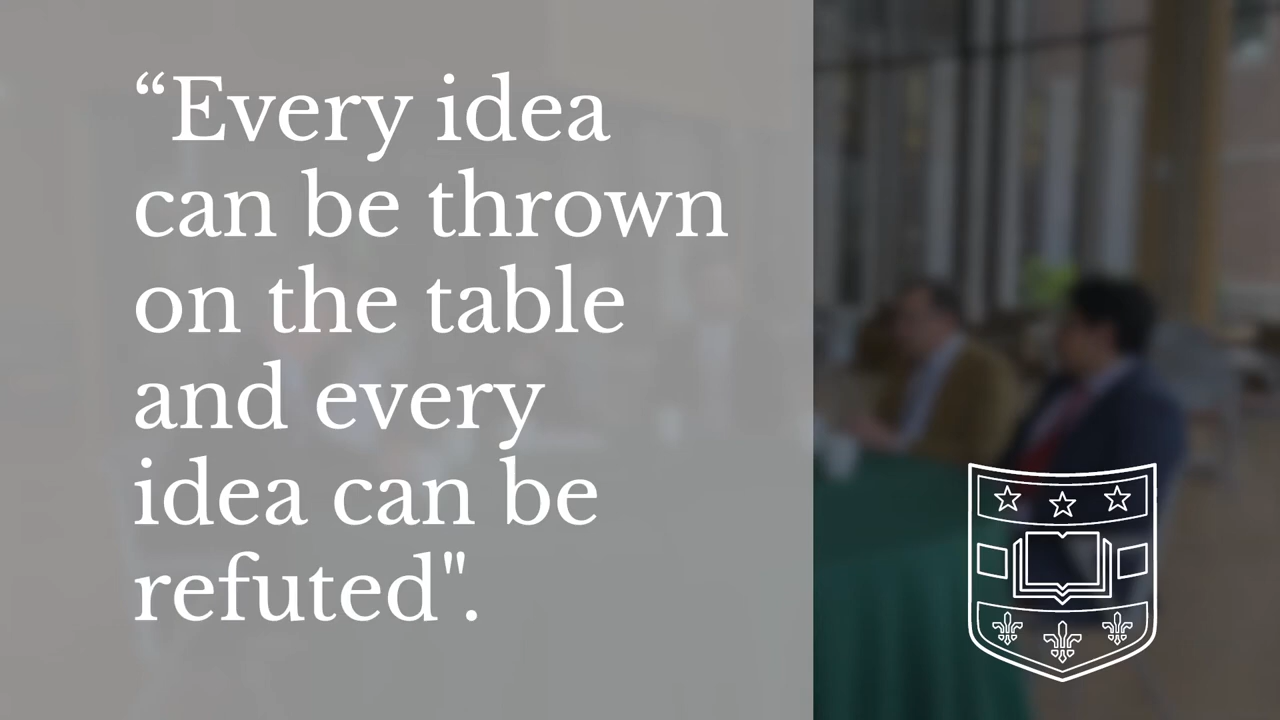 “Every idea
can be thrown
on the table
and every
idea can be
refuted".